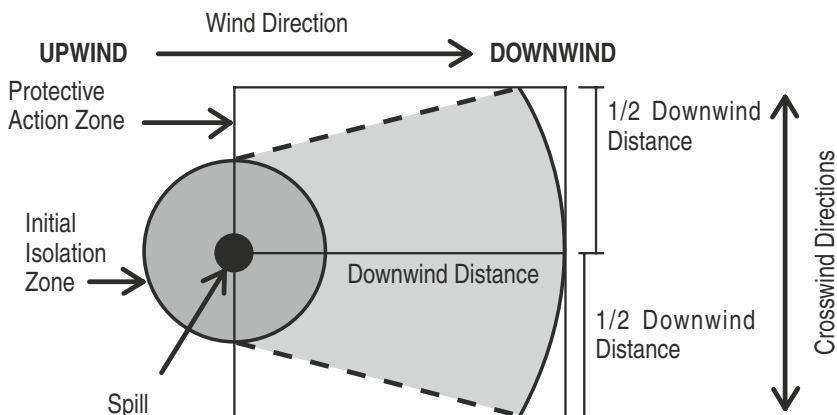 Wind Direction
UPWIND
DOWNWIND
Protective
Action Zone
1/2 Downwind
Distance
Initial
Isolation
Zone
Downwind Distance
1/2 Downwind
Distance
Crosswind Directions
Spill